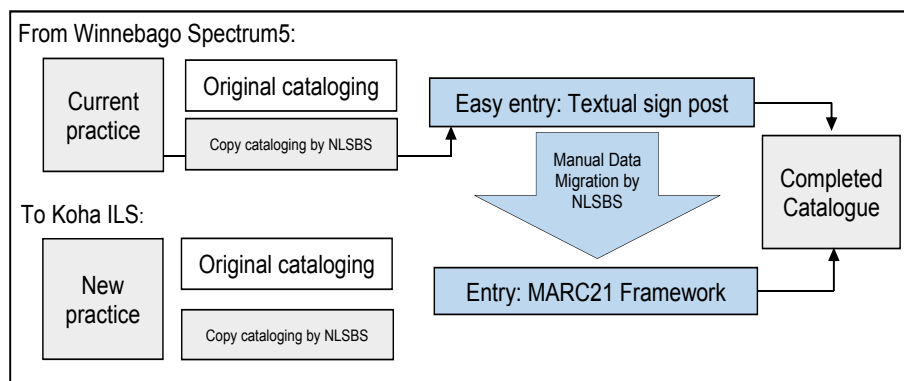 From Winnebago Spectrum5:
Current
practice
Original cataloging
Copy cataloging by NLSBS
Easy entry: Textual sign post
Manual Data
Migration by
NLSBS
Completed
Catalogue
To Koha ILS:
New
practice
Original cataloging
Copy cataloging by NLSBS
Entry: MARC21 Framework